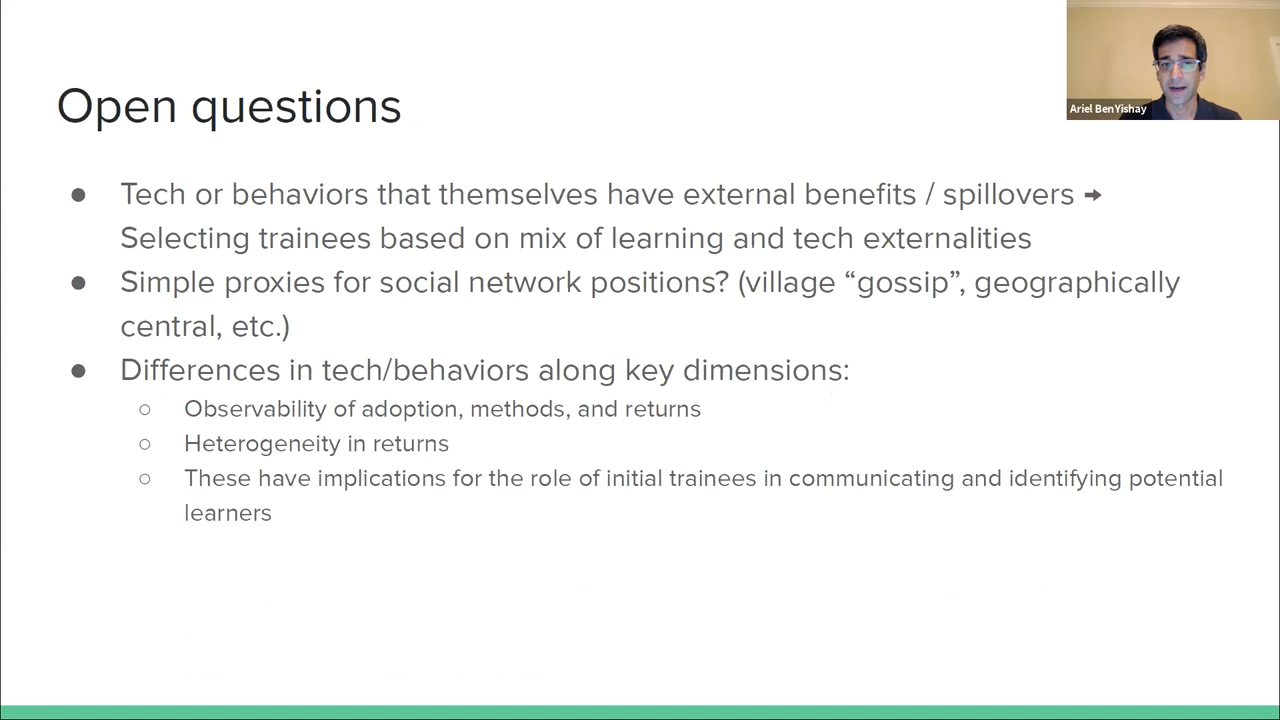 Ariel BenYishay
Open questions
● Tech or behaviors that themselves have external benefits / spillovers →
Selecting trainees based on mix of learning and tech externalities
● Simple proxies for social network positions? (village “gossip”, geographically
central, etc.)
● Differences in tech/behaviors along key dimensions:
○ Observability of adoption, methods, and returns
○ Heterogeneity in returns
○ These have implications for the role of initial trainees in communicating and identifying potential
learners